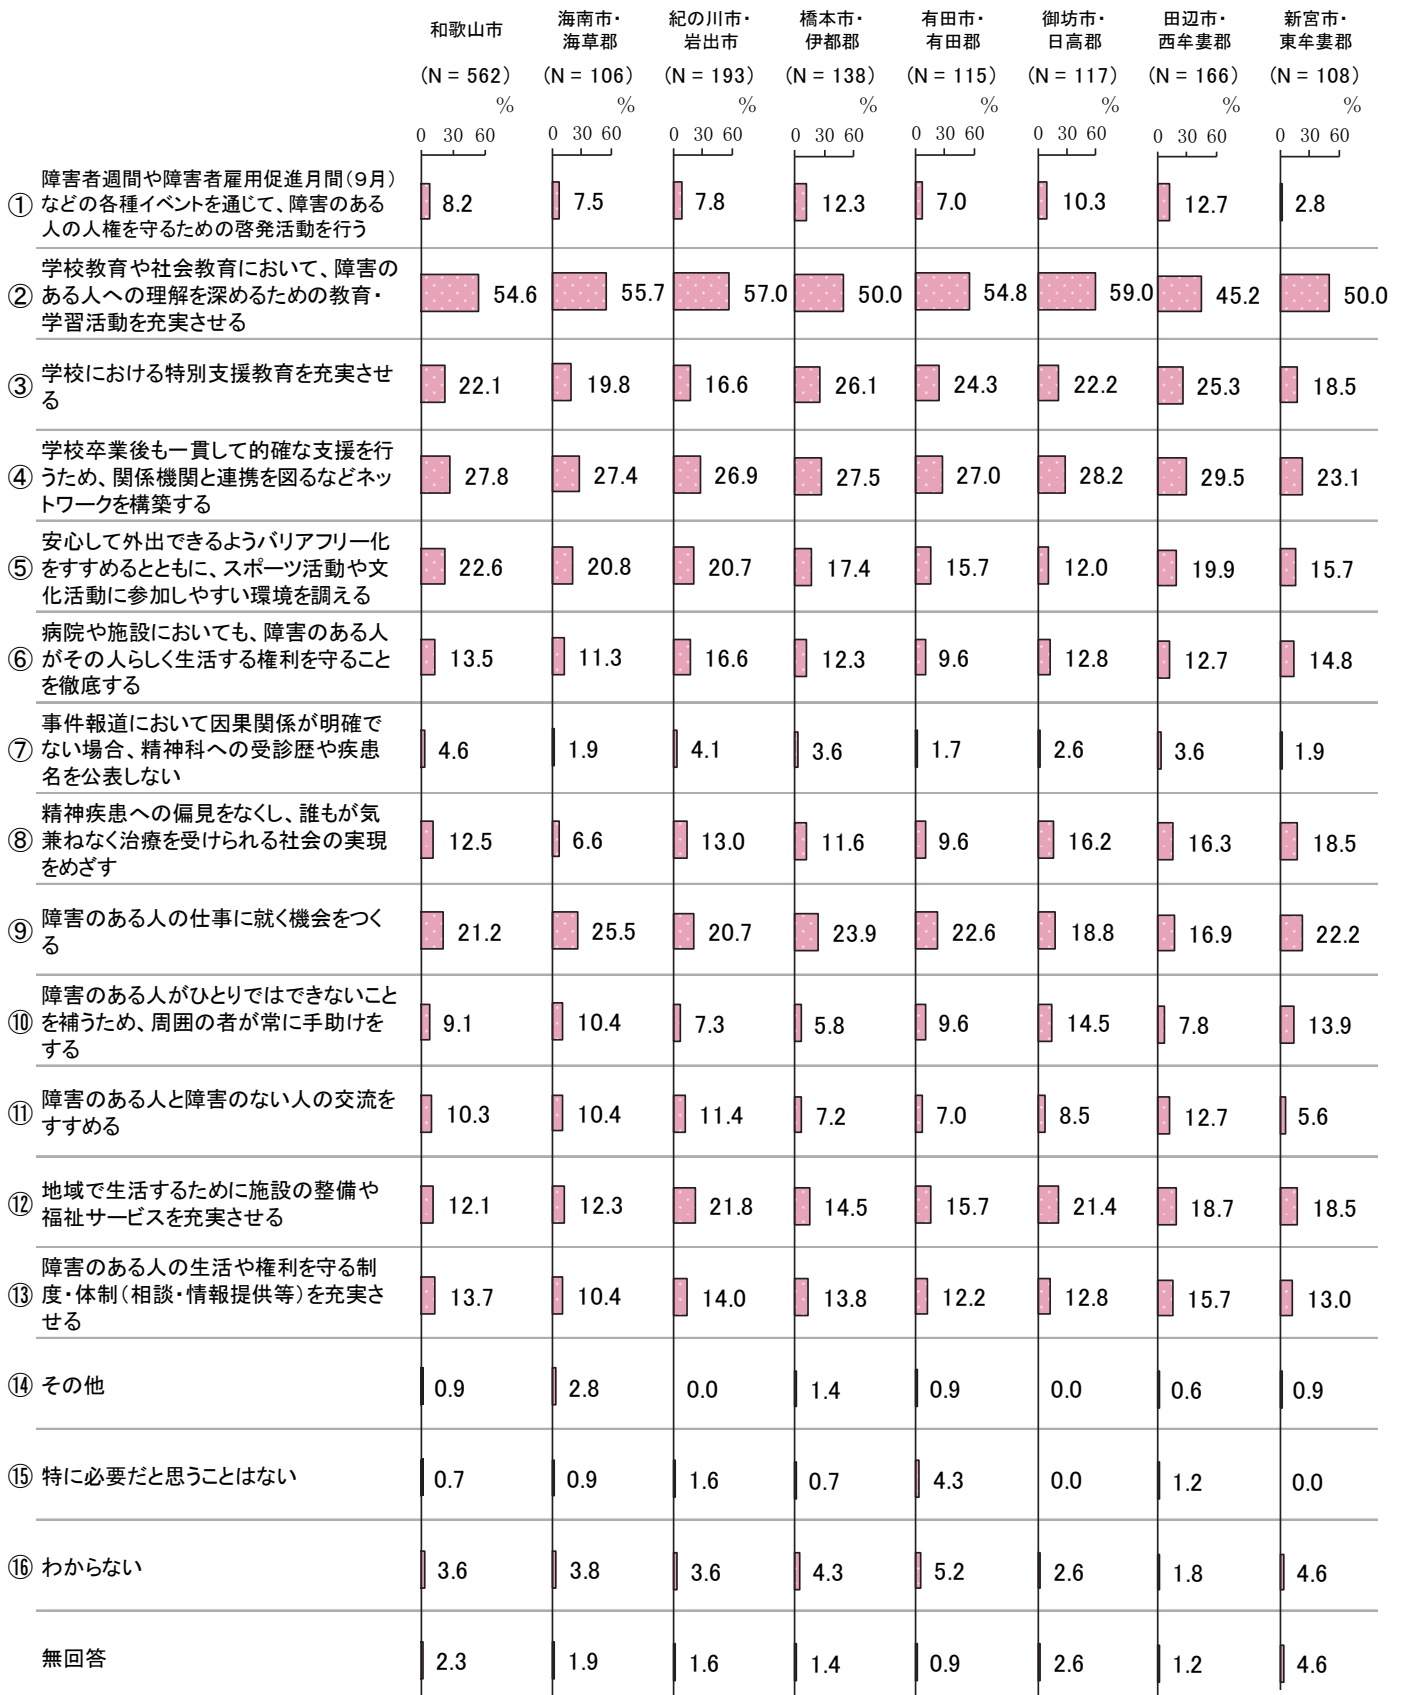 和歌山市 海南市・ 紀の川市・ 橋本市・ 有田市・ 御坊市・ 田辺市・ 新宮市・
海草郡 岩出市 伊都郡 有田郡 日高郡 西牟婁郡 東牟婁郡
(N = 562) (N = 106) (N = 193) (N = 138) (N = 115) (N = 117) (N = 166) (N = 108)
% % % % % % % %
0 30 60 0 30 60 0 30 60 0 30 60 0 30 60 0 30 60 0 30 60 0 30 60
障害者週間や障害者雇用促進月間(9月)
① などの各種イベントを通じて、障害のある 8.2 7.5 7.8 12.3 7.0 10.3 12.7 2.8
人の人権を守るための啓発活動を行う
学校教育や社会教育において、障害の
② ある人への理解を深めるための教育・ 54.6 55.7 57.0 50.0 54.8 59.0 45.2 50.0
学習活動を充実させる
③ 学校における特別支援教育を充実させ 22.1 19.8 16.6 26.1 24.3 22.2 25.3 18.5
る
学校卒業後も一貫して的確な支援を行
④ うため、関係機関と連携を図るなどネッ 27.8 27.4 26.9 27.5 27.0 28.2 29.5 23.1
トワークを構築する
安心して外出できるようバリアフリー化
⑤ をすすめるとともに、スポーツ活動や文 22.6 20.8 20.7 17.4 15.7 12.0 19.9 15.7
化活動に参加しやすい環境を調える
病院や施設においても、障害のある人
⑥ がその人らしく生活する権利を守ること 13.5 11.3 16.6 12.3 9.6 12.8 12.7 14.8
を徹底する
事件報道において因果関係が明確で
⑦ ない場合、精神科への受診歴や疾患 4.6 1.9 4.1 3.6 1.7 2.6 3.6 1.9
名を公表しない
精神疾患への偏見をなくし、誰もが気
⑧ 兼ねなく治療を受けられる社会の実現 12.5 6.6 13.0 11.6 9.6 16.2 16.3 18.5
をめざす
⑨ 障害のある人の仕事に就く機会をつく 21.2 25.5 20.7 23.9 22.6 18.8 16.9 22.2
る
障害のある人がひとりではできないこと
⑩ を補うため、周囲の者が常に手助けを 9.1 10.4 7.3 5.8 9.6 14.5 7.8 13.9
する
⑪ 障害のある人と障害のない人の交流を 10.3 10.4 11.4 7.2 7.0 8.5 12.7 5.6
すすめる
⑫ 地域で生活するために施設の整備や 12.1 12.3 21.8 14.5 15.7 21.4 18.7 18.5
福祉サービスを充実させる
障害のある人の生活や権利を守る制
⑬ 度・体制(相談・情報提供等)を充実さ 13.7 10.4 14.0 13.8 12.2 12.8 15.7 13.0
せる
⑭ その他 0.9 2.8 0.0 1.4 0.9 0.0 0.6 0.9
⑮ 特に必要だと思うことはない 0.7 0.9 1.6 0.7 4.3 0.0 1.2 0.0
⑯ わからない 3.6 3.8 3.6 4.3 5.2 2.6 1.8 4.6
無回答 2.3 1.9 1.6 1.4 0.9 2.6 1.2 4.6